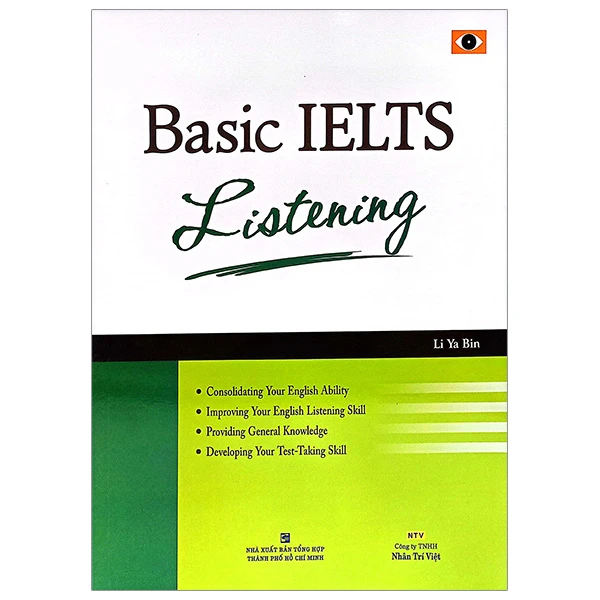 Basic IELTS
Listening
Li Ya Bin
• Consolidating Your English Ability
• Improving Your English Listening Skill
• Providing General Knowledge
• Developing Your Test-Taking Skill
NHÀ XUẤT BẢN TỔNG HỢP
THÀNH PHỐ HỒ CHÍ MINH
NTV
Công ty TNHH
Nhân Trí Việt